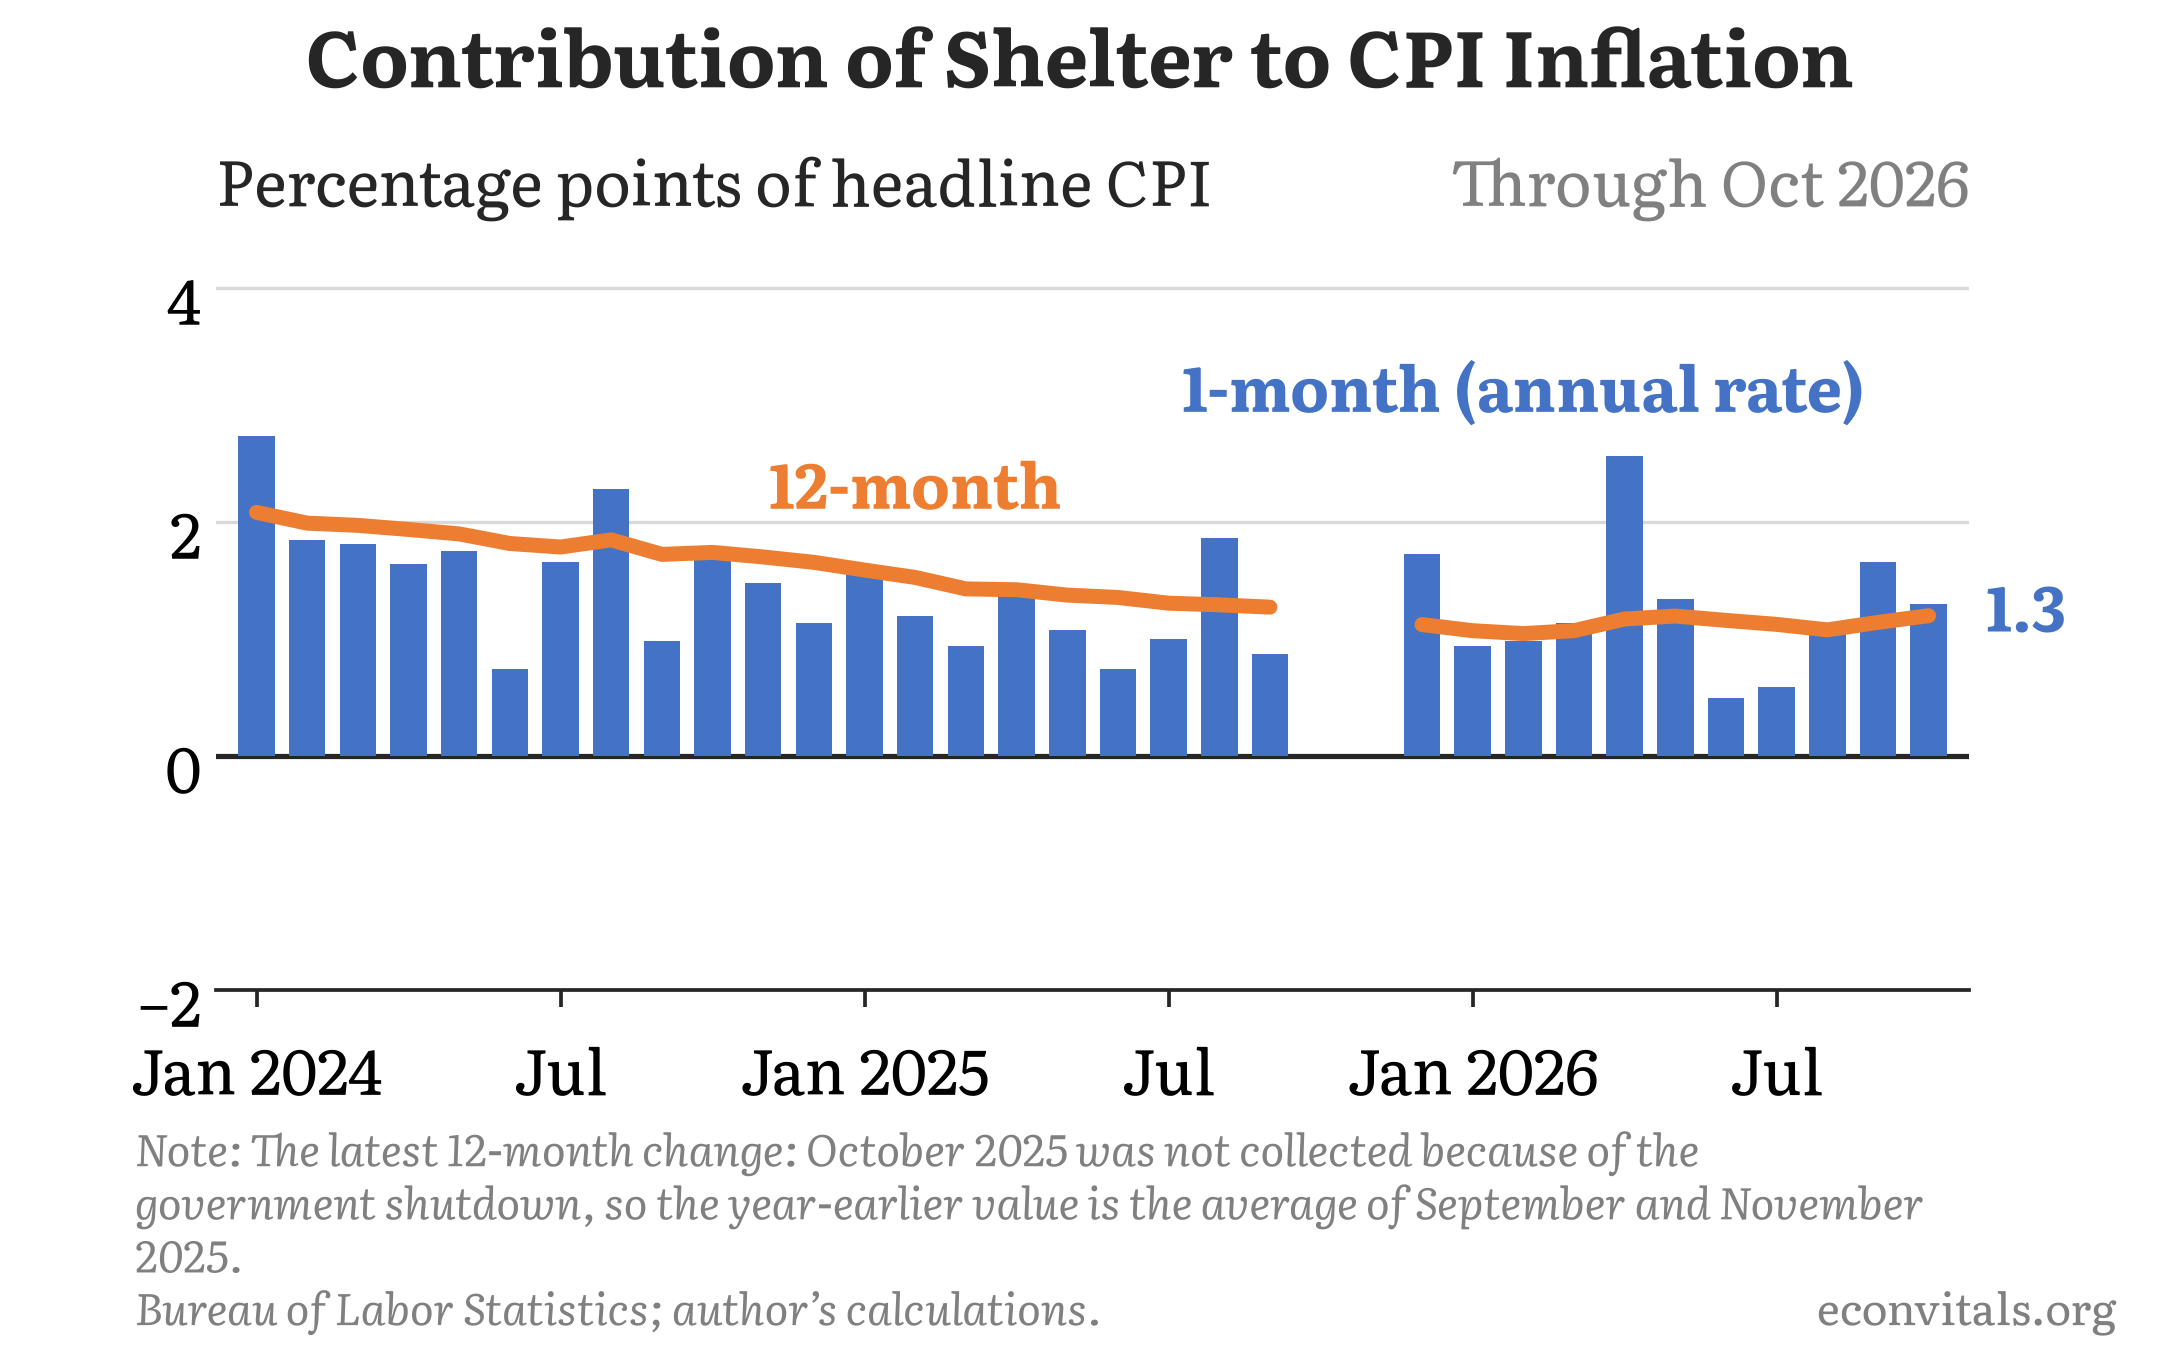 Contribution of Shelter to CPI Inflation
Percentage points of headline CPI
Through Oct 2026
4
1-month (annual rate)
12-month
2
1.3
0
−2
Jan 2024
Jul
Jan 2025
Jul
Jan 2026
Jul
Note: The latest 12-month change: October 2025 was not collected because of the
government shutdown, so the year-earlier value is the average of September and November
2025.
Bureau of Labor Statistics; author’s calculations.
econvitals.org